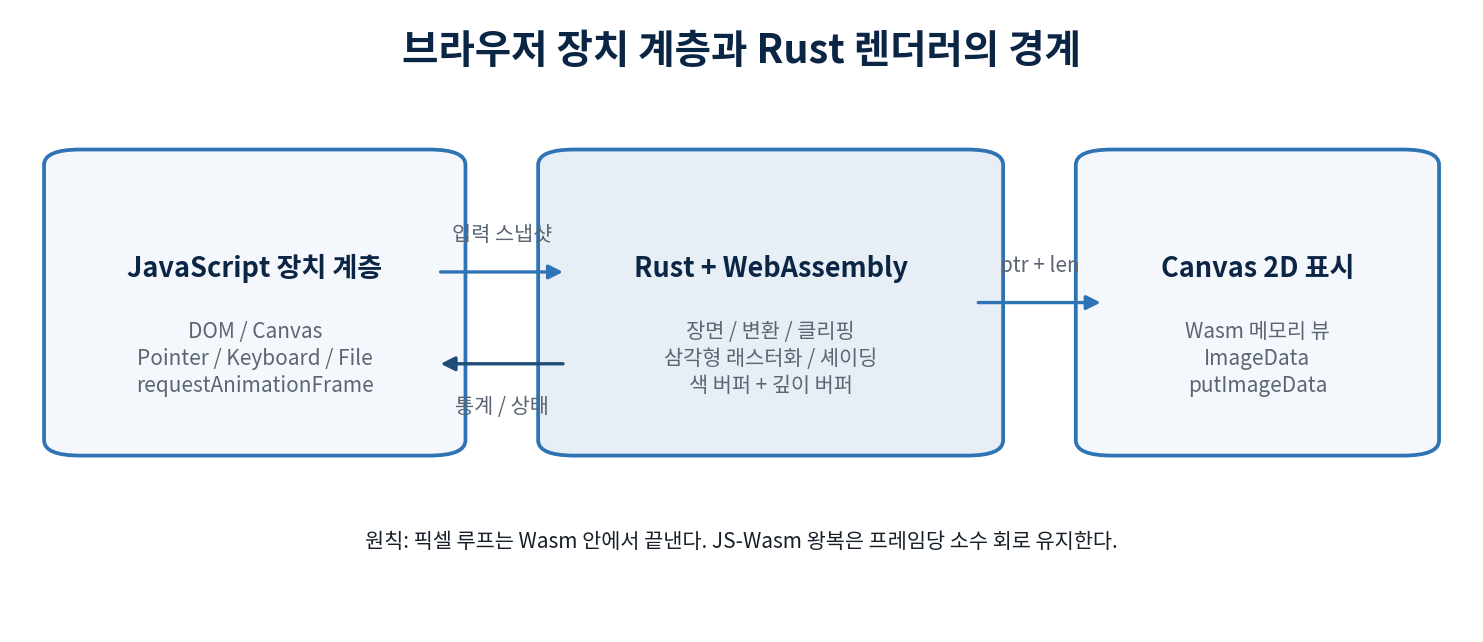 브라우저 장치 계층과 Rust 렌더러의 경계
JavaScript 장치 계층
DOM / Canvas
Pointer / Keyboard / File
requestAnimationFrame
입력 스냅샷
통계 / 상태
Rust + WebAssembly
장면 / 변환 / 클리핑
삼각형 래스터화 / 셰이딩
색 버퍼 + 깊이 버퍼
ptr + len
Canvas 2D 표시
Wasm 메모리 뷰
ImageData
putImageData
원칙: 픽셀 루프는 Wasm 안에서 끝낸다. JS-Wasm 왕복은 프레임당 소수 회로 유지한다.